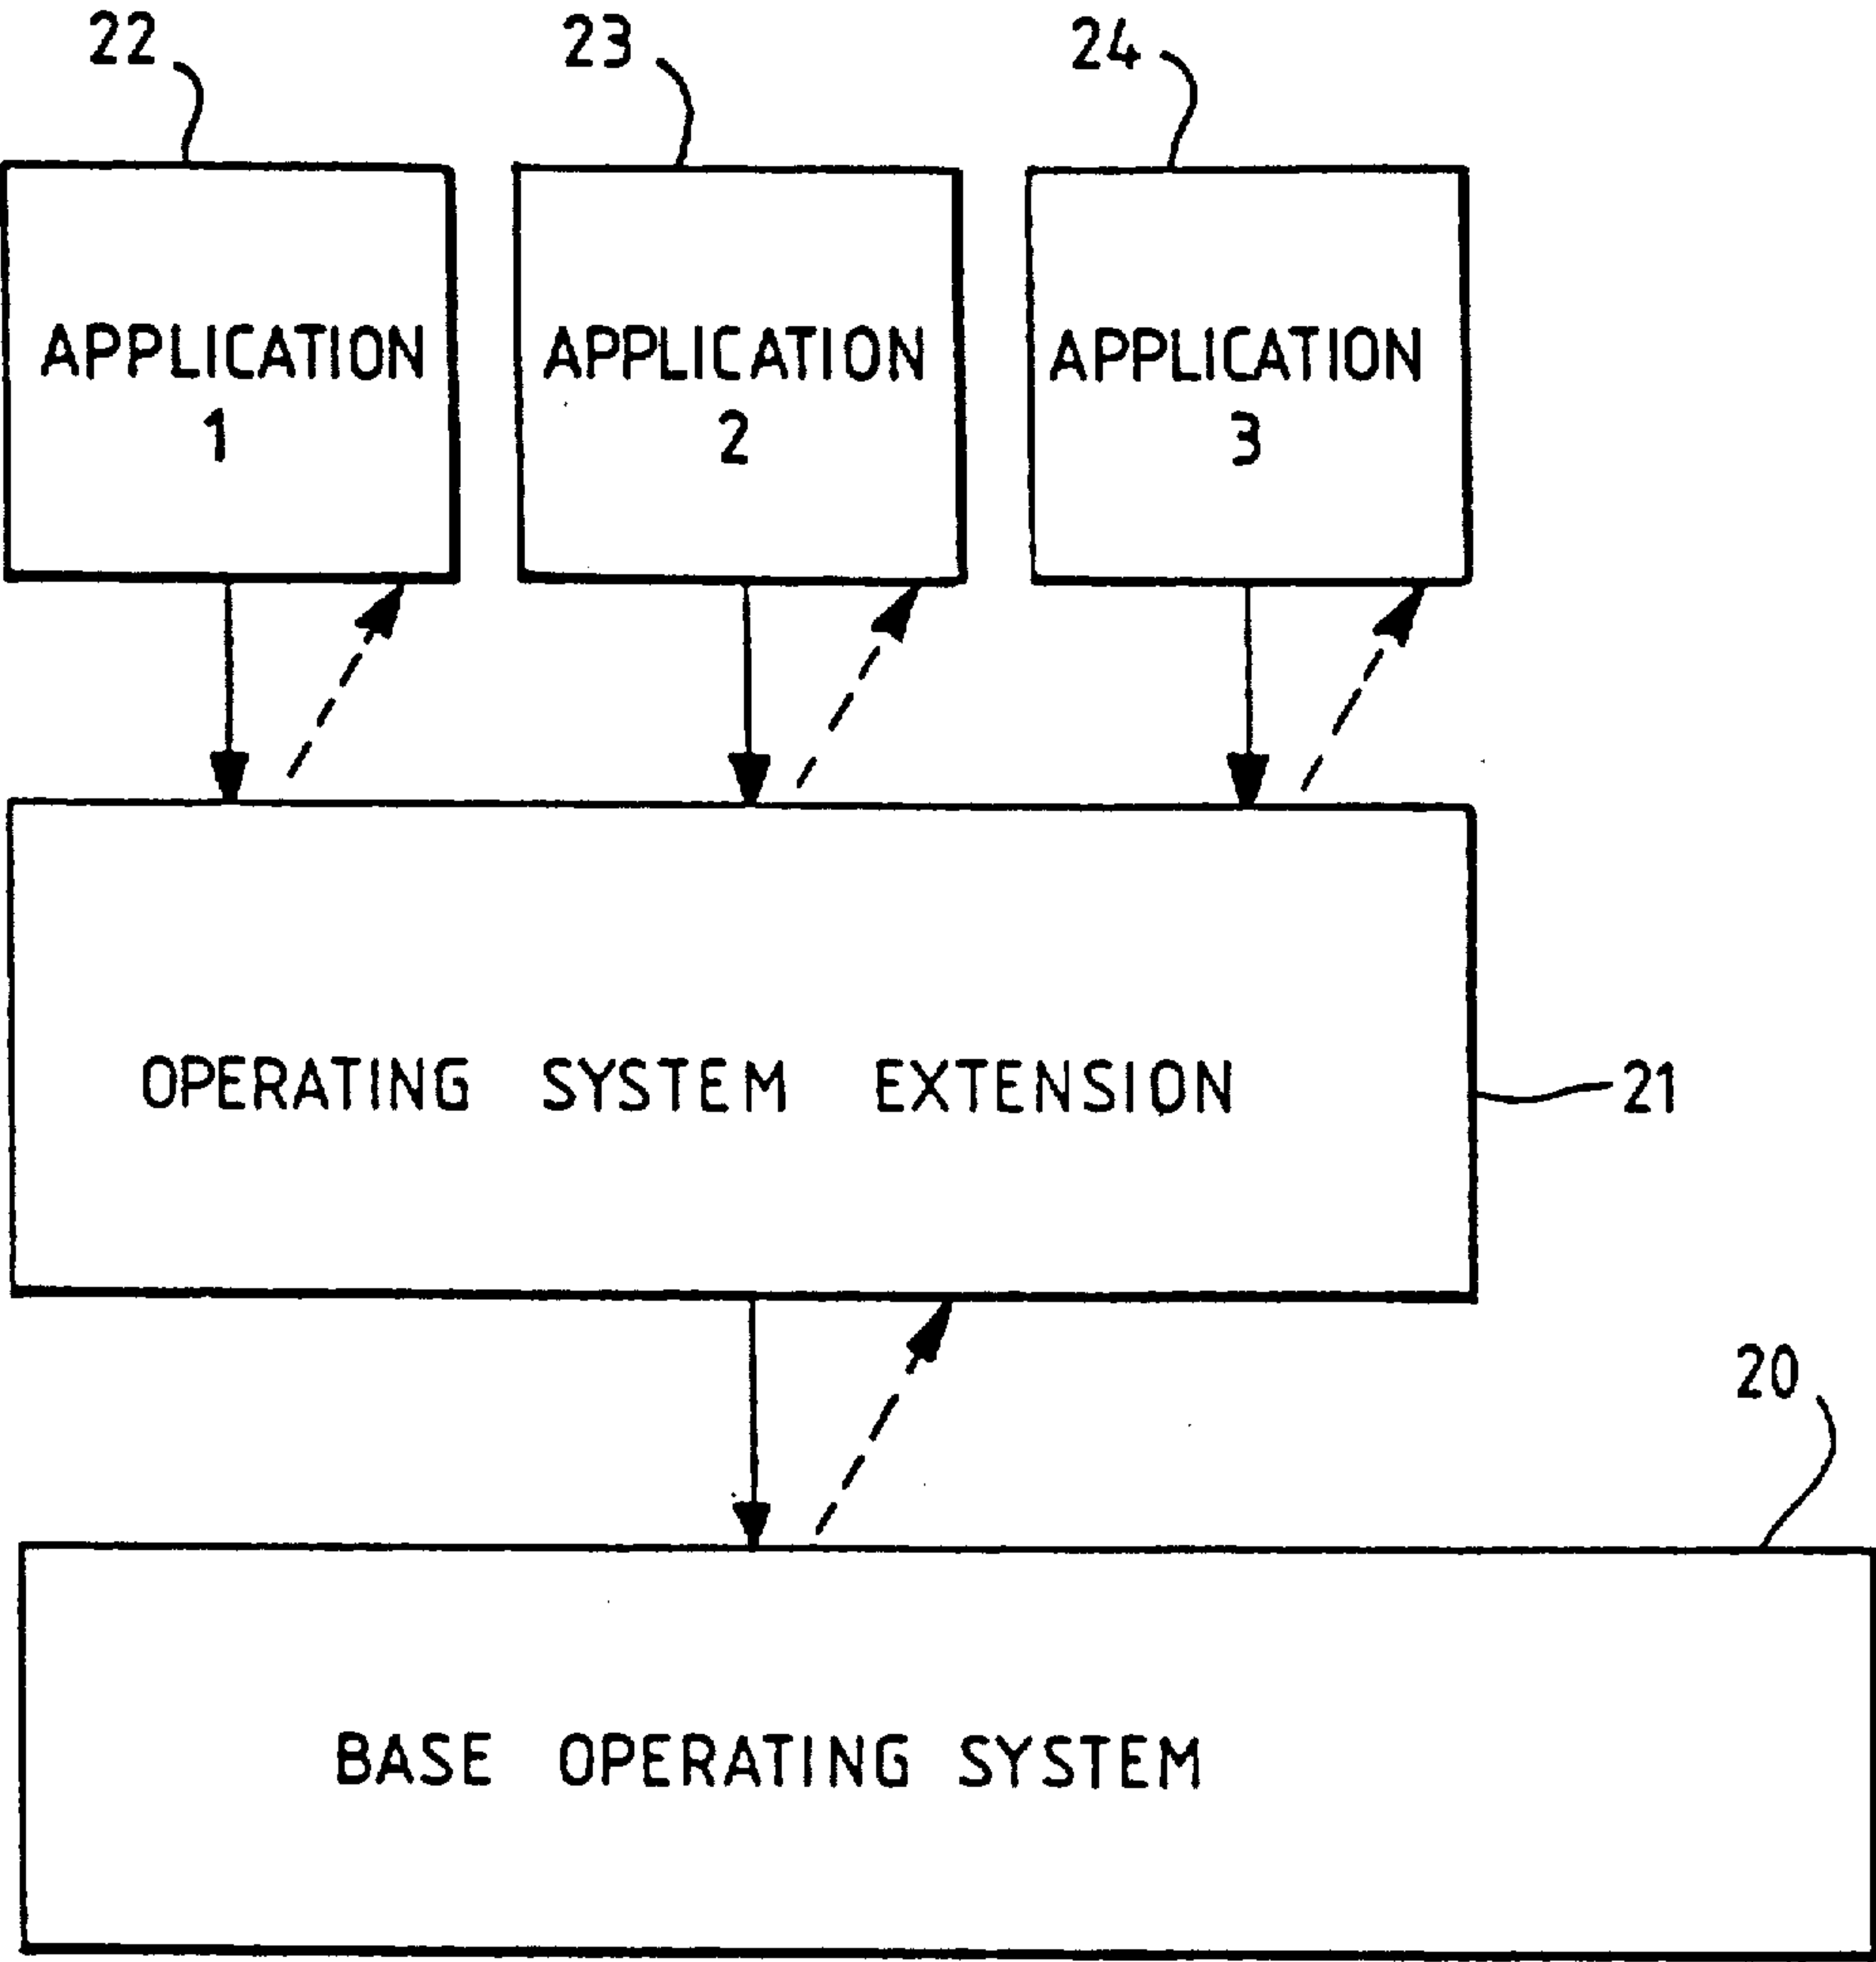 22
23
24
APPLICATION
1
APPLICATION
2
APPLICATION
3
OPERATING SYSTEM EXTENSION
21
20
BASE OPERATING SYSTEM